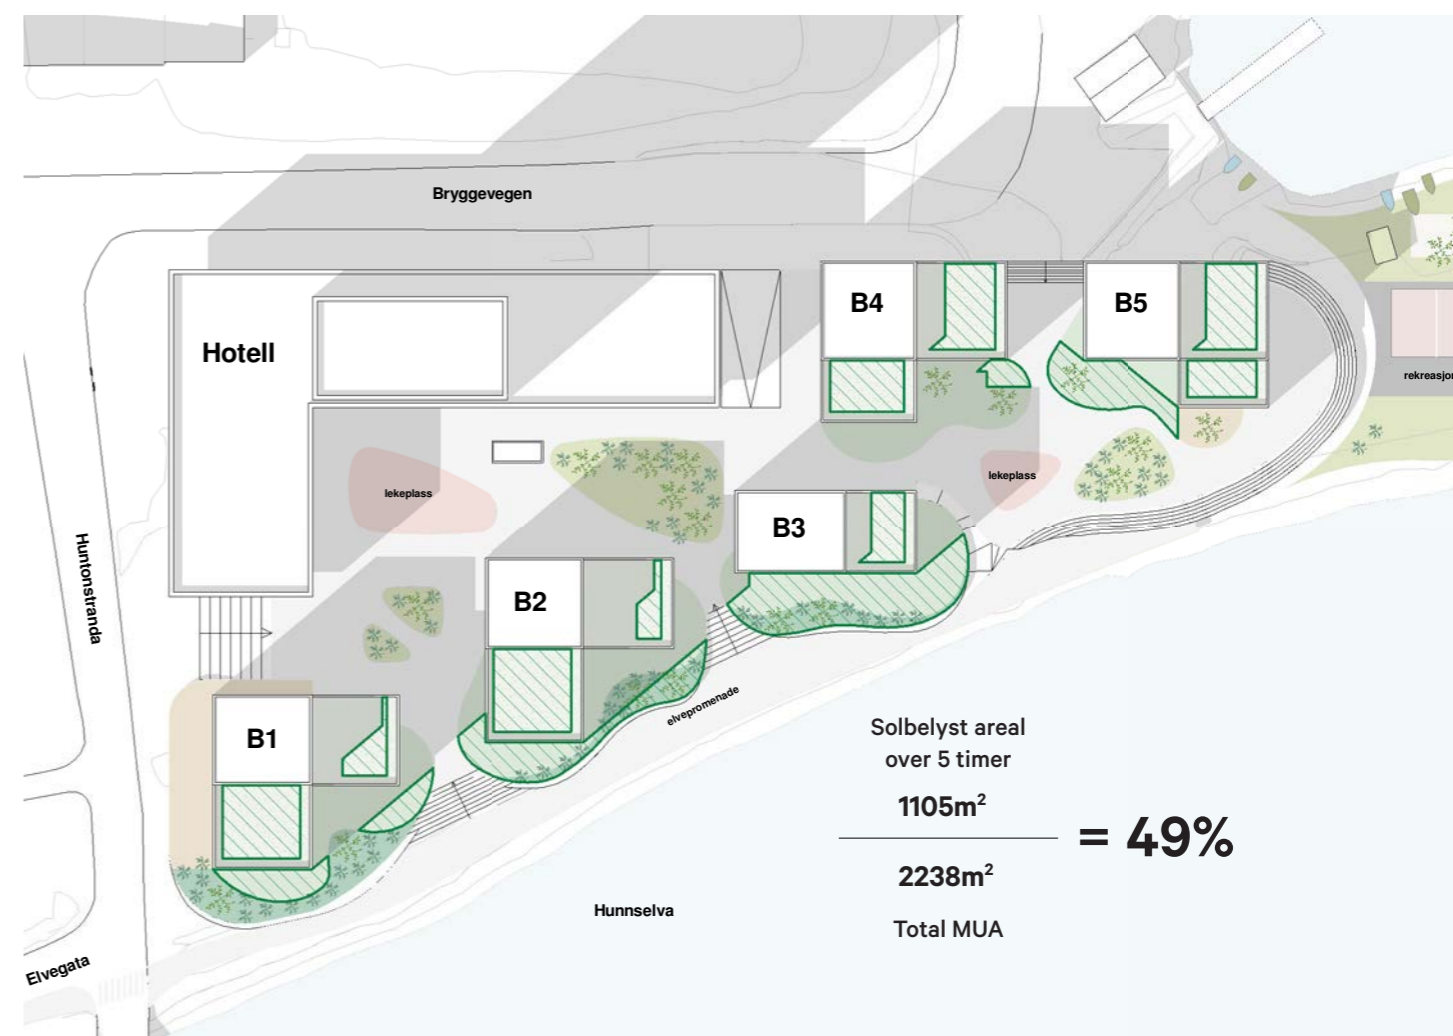 Bryggevegen
B4
B5
Hotell
rekreasjon
lekeplass
lekeplass
B3
Huntonstranda
B2
elvepromenade
B1
Solbelyst areal
over 5 timer
1105m²
= 49%
2238m²
Total MUA
Hunnselva
Elvegata